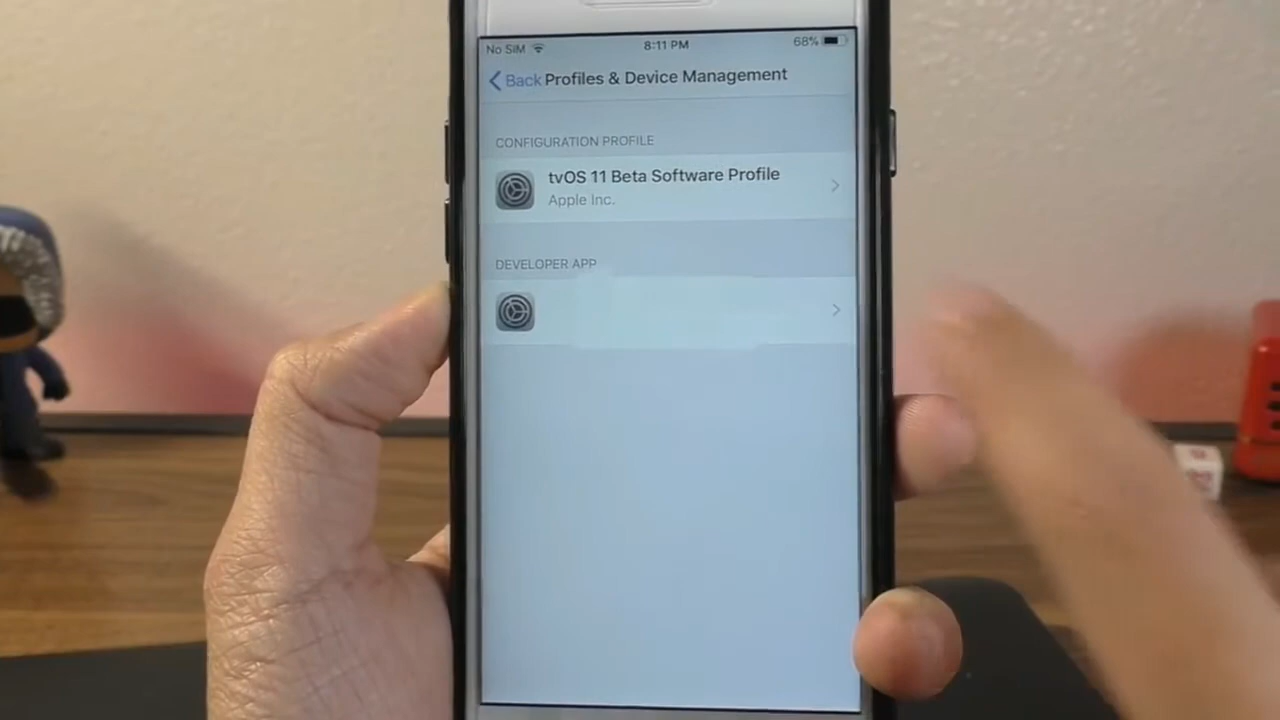 No SIM 8:11 PM 68%
Back Profiles & Device Management
CONFIGURATION PROFILE
tvOS 11 Beta Software Profile
Apple Inc.
DEVELOPER APP